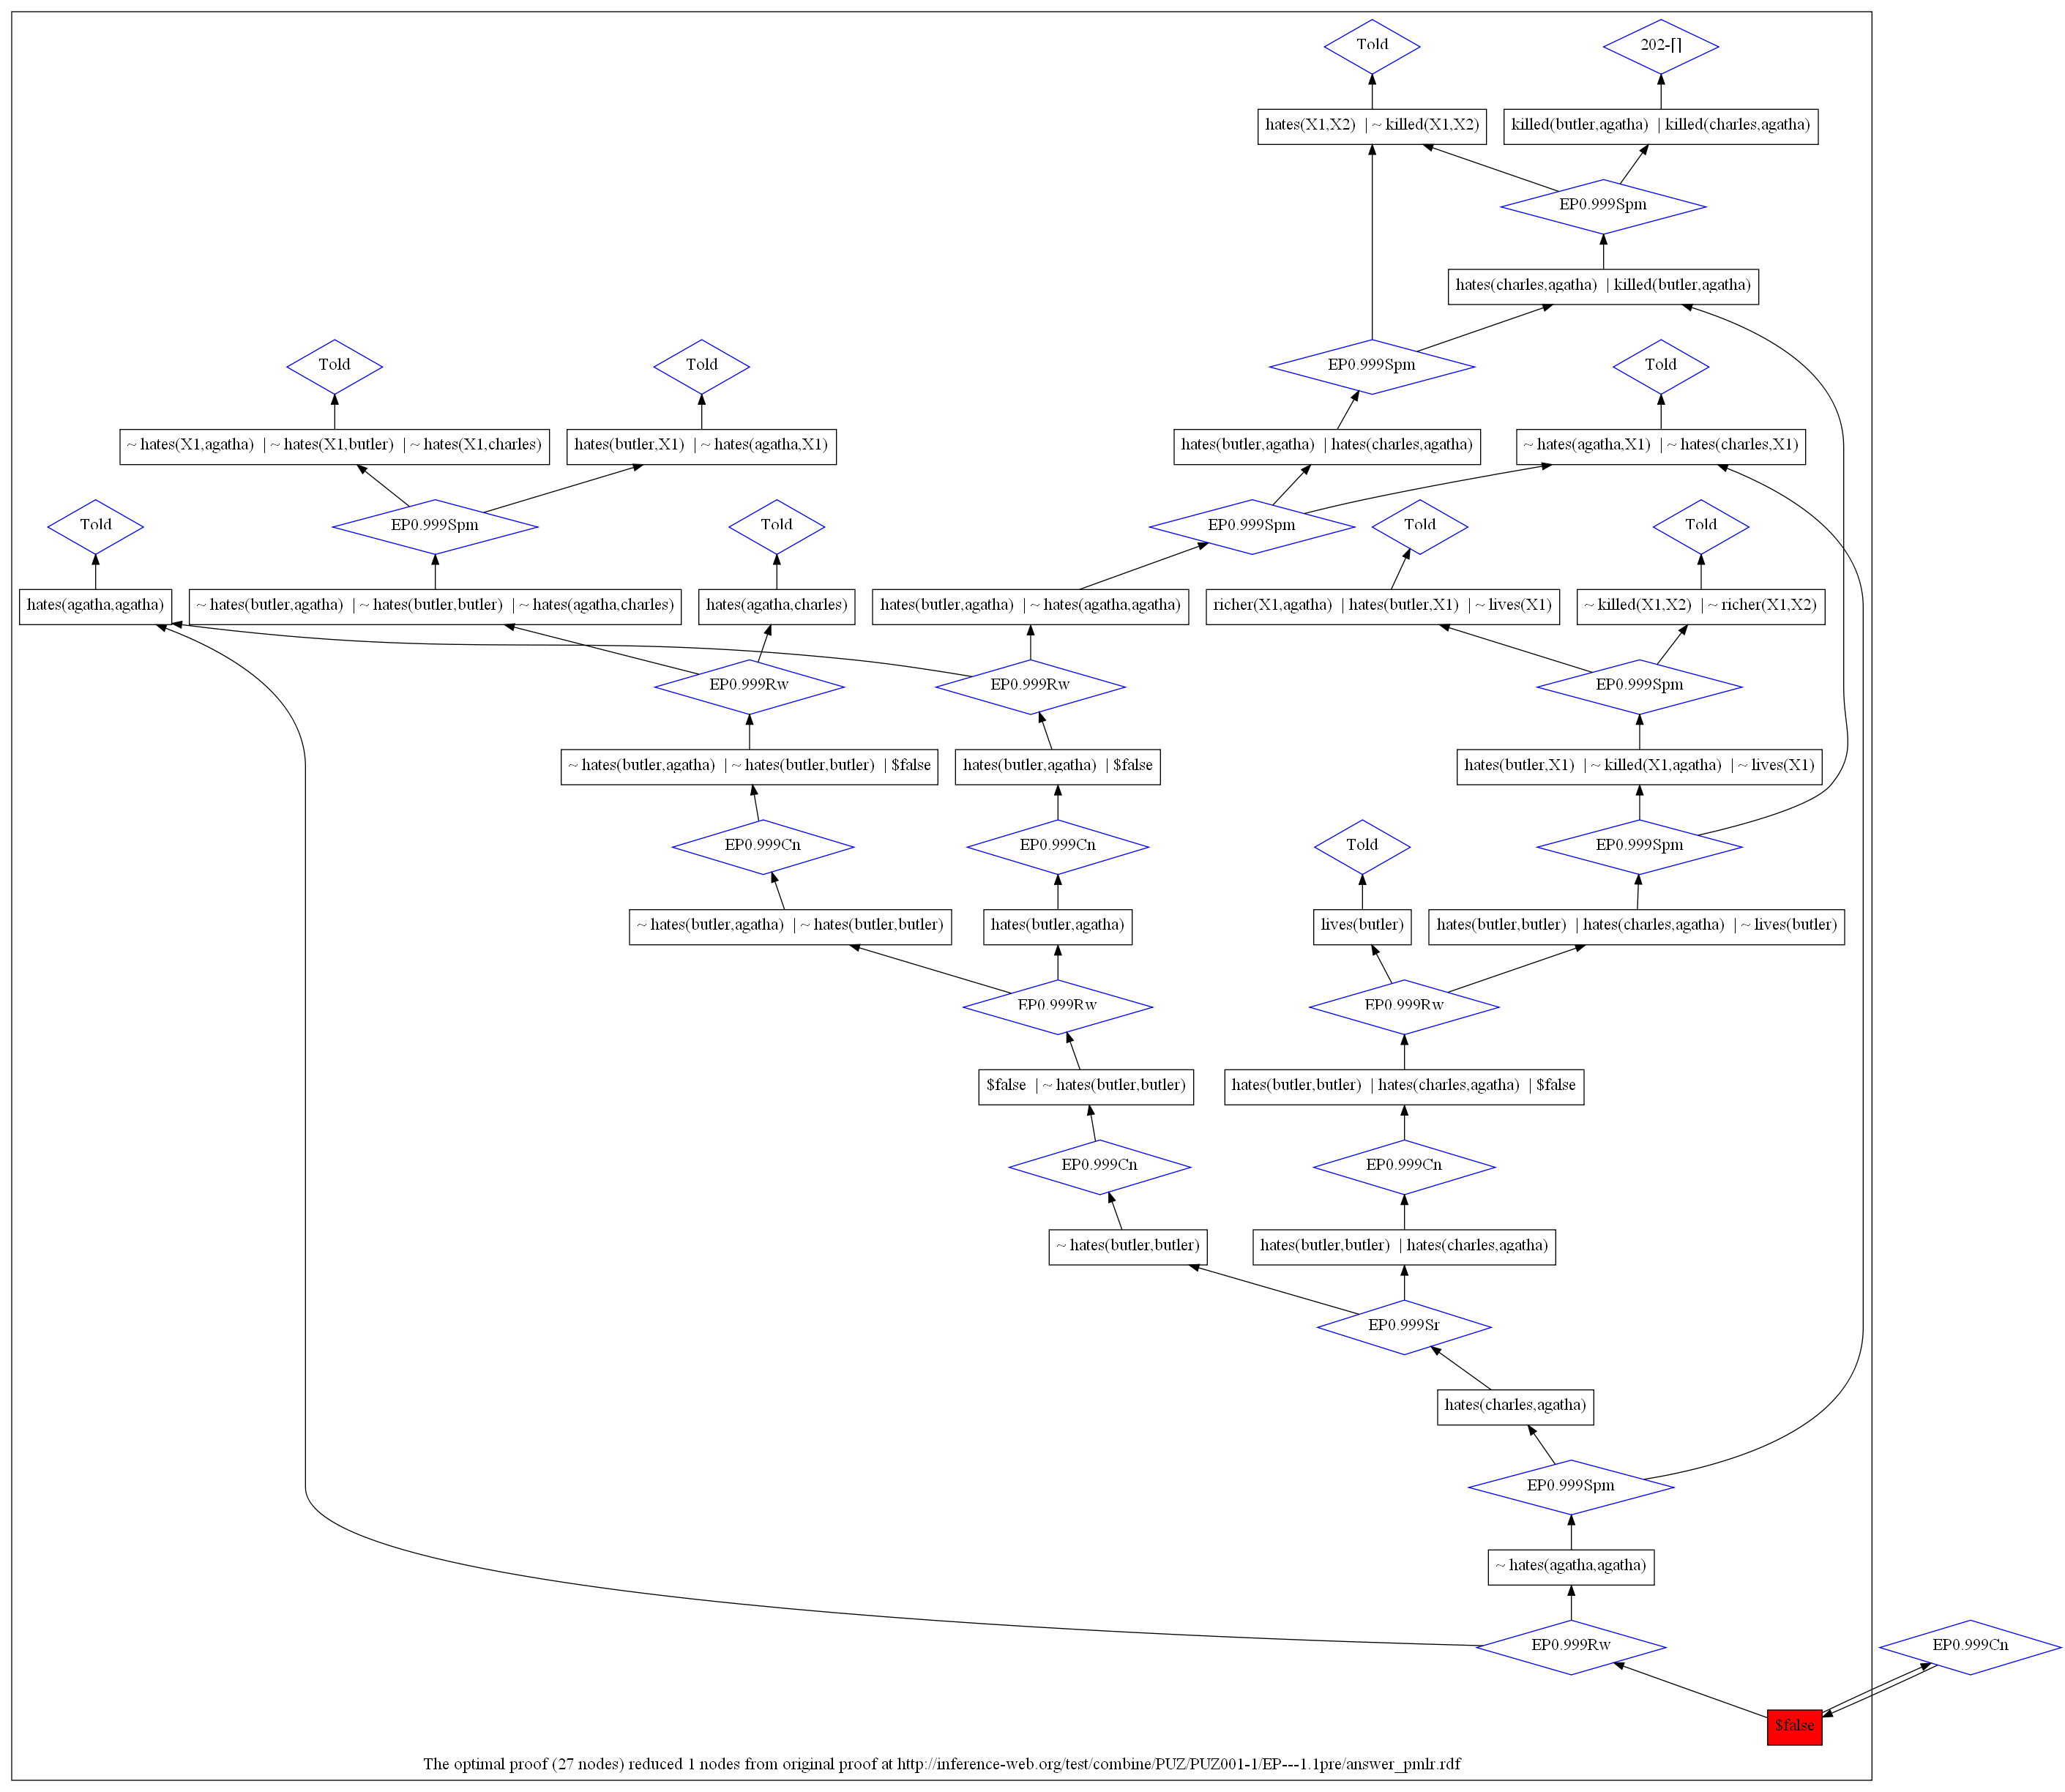 Told
202-[]
hates(X1,X2) | ~ killed(X1,X2)
killed(butler,agatha) | killed(charles,agatha)
EP0.999Spm
hates(charles,agatha) | killed(butler,agatha)
Told
Told
EP0.999Spm
Told
~ hates(X1,agatha) | ~ hates(X1,butler) | ~ hates(X1,charles)
hates(butler,X1) | ~ hates(agatha,X1)
hates(butler,agatha) | hates(charles,agatha)
~ hates(agatha,X1) | ~ hates(charles,X1)
Told
EP0.999Spm
Told
EP0.999Spm
Told
Told
hates(agatha,agatha)
~ hates(butler,agatha) | ~ hates(butler,butler) | ~ hates(agatha,charles)
hates(agatha,charles)
hates(butler,agatha) | ~ hates(agatha,agatha)
richer(X1,agatha) | hates(butler,X1) | ~ lives(X1)
~ killed(X1,X2) | ~ richer(X1,X2)
EP0.999Rw
EP0.999Rw
EP0.999Spm
~ hates(butler,agatha) | ~ hates(butler,butler) | $false
hates(butler,agatha) | $false
hates(butler,X1) | ~ killed(X1,agatha) | ~ lives(X1)
EP0.999Cn
EP0.999Cn
Told
EP0.999Spm
~ hates(butler,agatha) | ~ hates(butler,butler)
hates(butler,agatha)
lives(butler)
hates(butler,butler) | hates(charles,agatha) | ~ lives(butler)
EP0.999Rw
EP0.999Rw
$false | ~ hates(butler,butler)
hates(butler,butler) | hates(charles,agatha) | $false
EP0.999Cn
EP0.999Cn
~ hates(butler,butler)
hates(butler,butler) | hates(charles,agatha)
EP0.999Sr
hates(charles,agatha)
EP0.999Spm
~ hates(agatha,agatha)
EP0.999Rw
EP0.999Cn
$false
The optimal proof (27 nodes) reduced 1 nodes from original proof at http://inference-web.org/test/combine/PUZ/PUZ001-1/EP---1.1pre/answer_pmlr.rdf